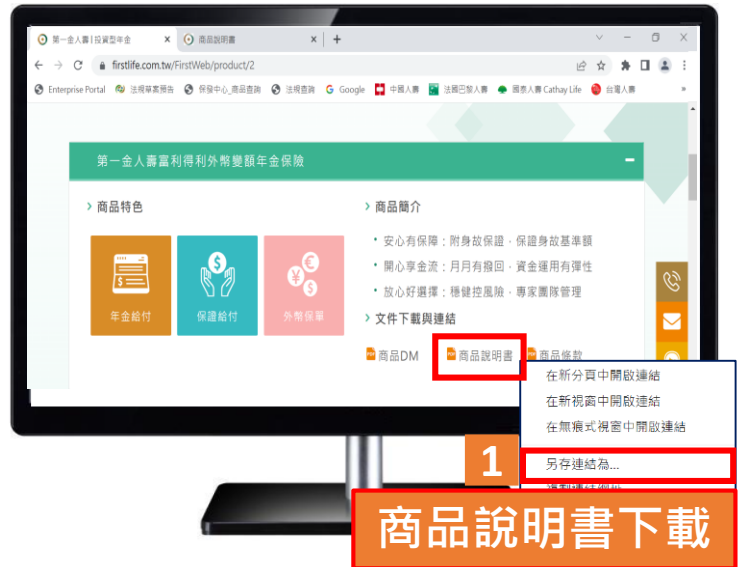 第一金人壽|投資型年金
商品說明書
firstlife.com.tw/FirstWeb/product/2
Enterprise Portal 法規草案預告 保發中心_商品查詢 法規查詢 Google 中國人壽 法國巴黎人壽 國泰人壽 Cathay Life 台灣人壽 »
第一金人壽富利得利外幣變額年金保險
商品特色
年金給付
保證給付
外幣保單
商品簡介
• 安心有保障：附身故保證，保證身故基準額
• 開心享金流：月月有撥回，資金運用有彈性
• 放心好選擇：穩健控風險，專家團隊管理
文件下載與連結
商品DM 商品說明書 商品條款
在新分頁中開啟連結
在新視窗中開啟連結
在無痕式視窗中開啟連結
另存連結為...
1
商品說明書下載